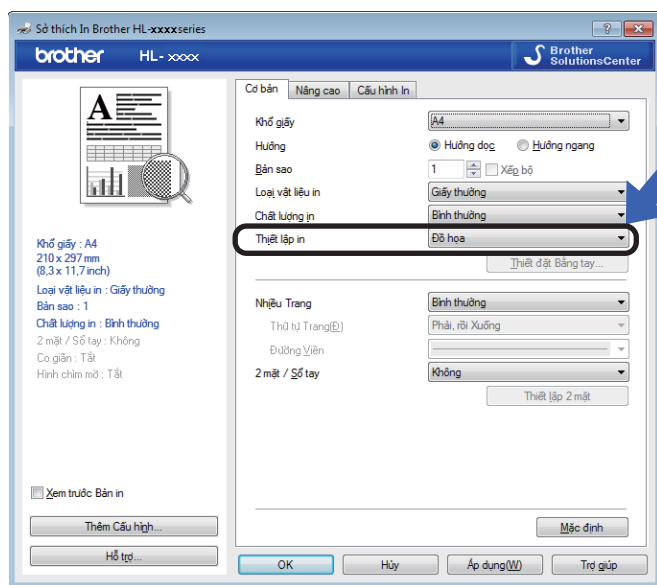 Sở thích In Brother HL-xxxxseries
brother HL- xxxx
Brother
SolutionsCenter
Cơ bản Nâng cao Cấu hình In
Khổ giấy A4
Hướng Hướng dọc Hướng ngang
Bản sao 1 Xếp bộ
Loại vật liệu in Giấy thường
Chất lượng in Bình thường
Thiết lập in Đồ họa
Thiết đặt Bằng tay...
Nhiều Trang Bình thường
Thứ tự Trang(Đ) Phải, rồi Xuống
Đường Viền
2 mặt / Sổ tay Không
Thiết lập 2 mặt
A
Khổ giấy : A4
210 x 297 mm
(8,3 x 11,7 inch)
Loại vật liệu in : Giấy thường
Bản sao : 1
Chất lượng in : Bình thường
2 mặt / Sổ tay : Không
Co giãn : Tắt
Hình chìm mờ : Tắt
Xem trước Bản in
Thêm Cấu hình...
Hỗ trợ...
Mặc định
OK Hủy Áp dụng(W) Trợ giúp